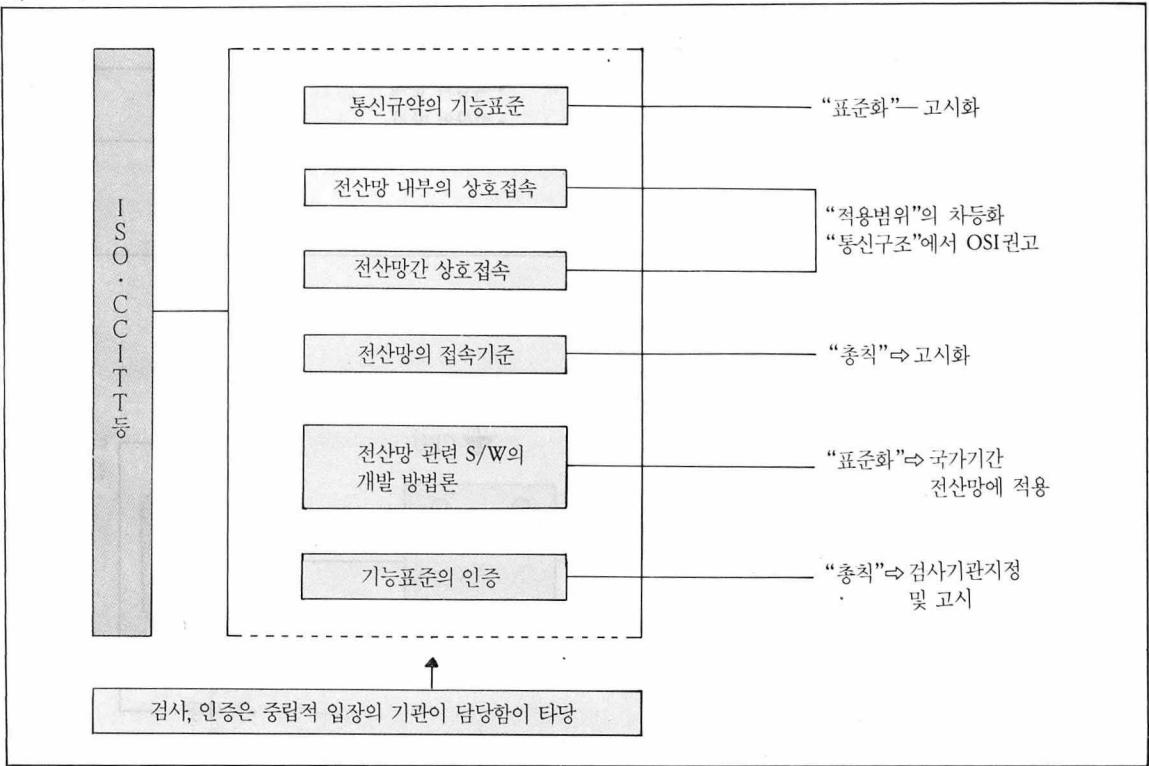 ISO·CCITT등
통신규약의 기능표준
“표준화”— 고시화
전산망 내부의 상호접속
전산망간 상호접속
“적용범위”의 차등화
“통신구조”에서 OSI권고
전산망의 접속기준
“총칙”⇨고시화
전산망 관련 S/W의
개발 방법론
“표준화”⇨국가기간
전산망에 적용
기능표준의 인증
“총칙”⇨검사기관지정
및 고시
검사, 인증은 중립적 입장의 기관이 담당함이 타당